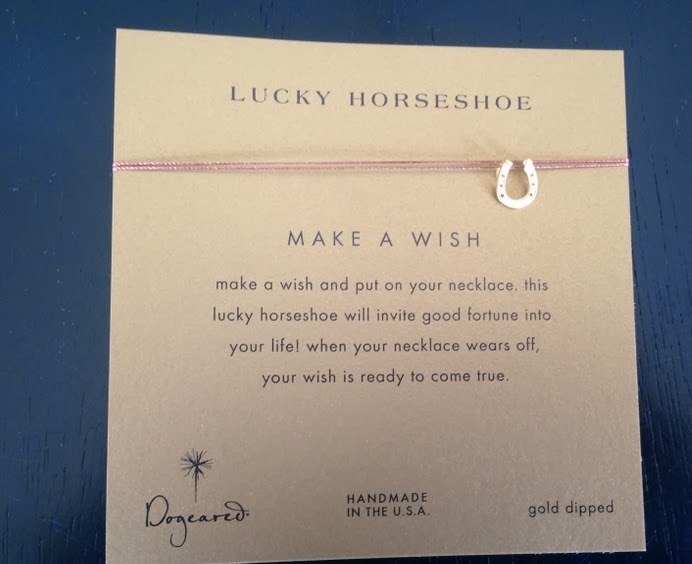 LUCKY HORSESHOE
MAKE A WISH
make a wish and put on your necklace. this
lucky horseshoe will invite good fortune into
your life! when your necklace wears off,
your wish is ready to come true.
Dogeared.
HANDMADE
IN THE U.S.A.
gold dipped